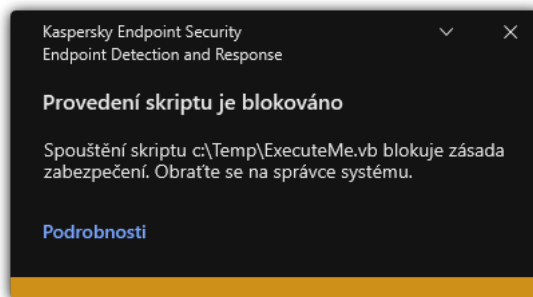 Kaspersky Endpoint Security
Endpoint Detection and Response
Provedení skriptu je blokováno
Spouštění skriptu c:\Temp\ExecuteMe.vb blokuje zásada
zabezpečení. Obraťte se na správce systému.
Podrobnosti